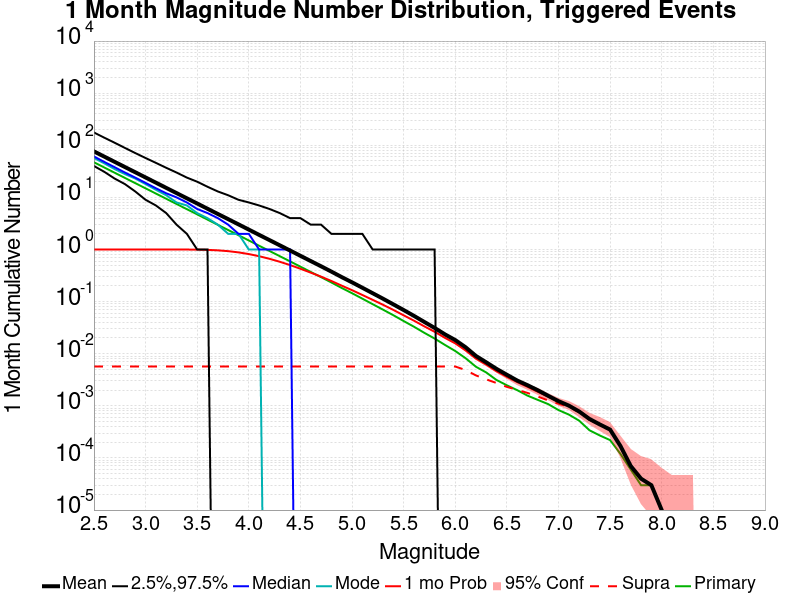 1 Month Magnitude Number Distribution, Triggered Events
1 Month Cumulative Number
10^4
10^3
10^2
10^1
10^0
10^-1
10^-2
10^-3
10^-4
10^-5
2.5 3.0 3.5 4.0 4.5 5.0 5.5 6.0 6.5 7.0 7.5 8.0 8.5 9.0
Magnitude
Mean 2.5%,97.5% Median Mode 1 mo Prob 95% Conf Supra Primary